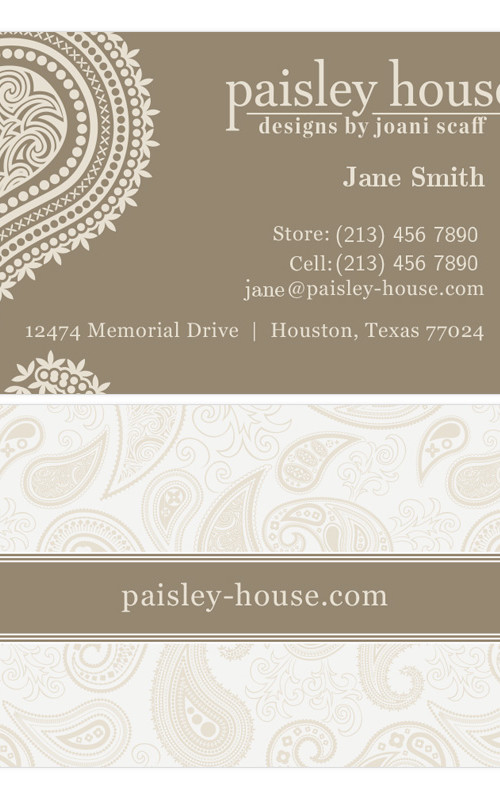 paisley house
designs by joani scaff
Jane Smith
Store: (213) 456 7890
Cell: (213) 456 7890
jane@paisley-house.com
12474 Memorial Drive | Houston, Texas 77024
paisley-house.com